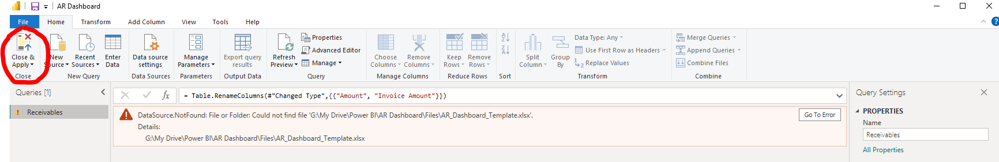 AR Dashboard
File Home Transform Add Column View Tools Help
Close & Apply
New Source
Recent Sources
Enter Data
Data source settings
Manage Parameters
Export query results
Refresh Preview
Properties
Advanced Editor
Manage
Choose Columns
Remove Columns
Keep Rows
Remove Rows
Split Column
Group By
Data Type: Any
Use First Row as Headers
Replace Values
Merge Queries
Append Queries
Combine Files
Close New Query Data Sources Parameters Output Data Query Manage Columns Reduce Rows Sort Transform Combine
Queries [1]
fx = Table.RenameColumns(#"Changed Type",{{"Amount", "Invoice Amount"}})
Query Settings
Receivables
DataSource.NotFound: File or Folder: Could not find file 'G:\My Drive\Power BI\AR Dashboard\Files\AR_Dashboard_Template.xlsx'.
Go To Error
Details:
G:\My Drive\Power BI\AR Dashboard\Files\AR_Dashboard_Template.xlsx
PROPERTIES
Name
Receivables
All Properties